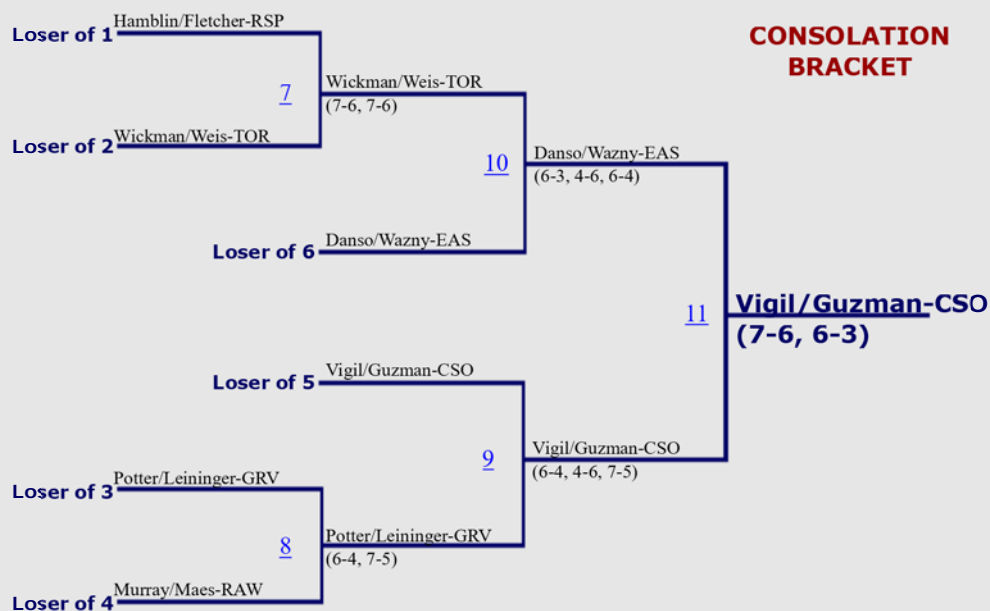 CONSOLATION
BRACKET
Hamblin/Fletcher-RSP
Loser of 1
7
Wickman/Weis-TOR
(7-6, 7-6)
Wickman/Weis-TOR
Loser of 2
10
Danso/Wazny-EAS
(6-3, 4-6, 6-4)
Danso/Wazny-EAS
Loser of 6
11
Vigil/Guzman-CSO
(7-6, 6-3)
Vigil/Guzman-CSO
Loser of 5
9
Vigil/Guzman-CSO
(6-4, 4-6, 7-5)
Potter/Leininger-GRV
Loser of 3
8
Potter/Leininger-GRV
(6-4, 7-5)
Murray/Maes-RAW
Loser of 4